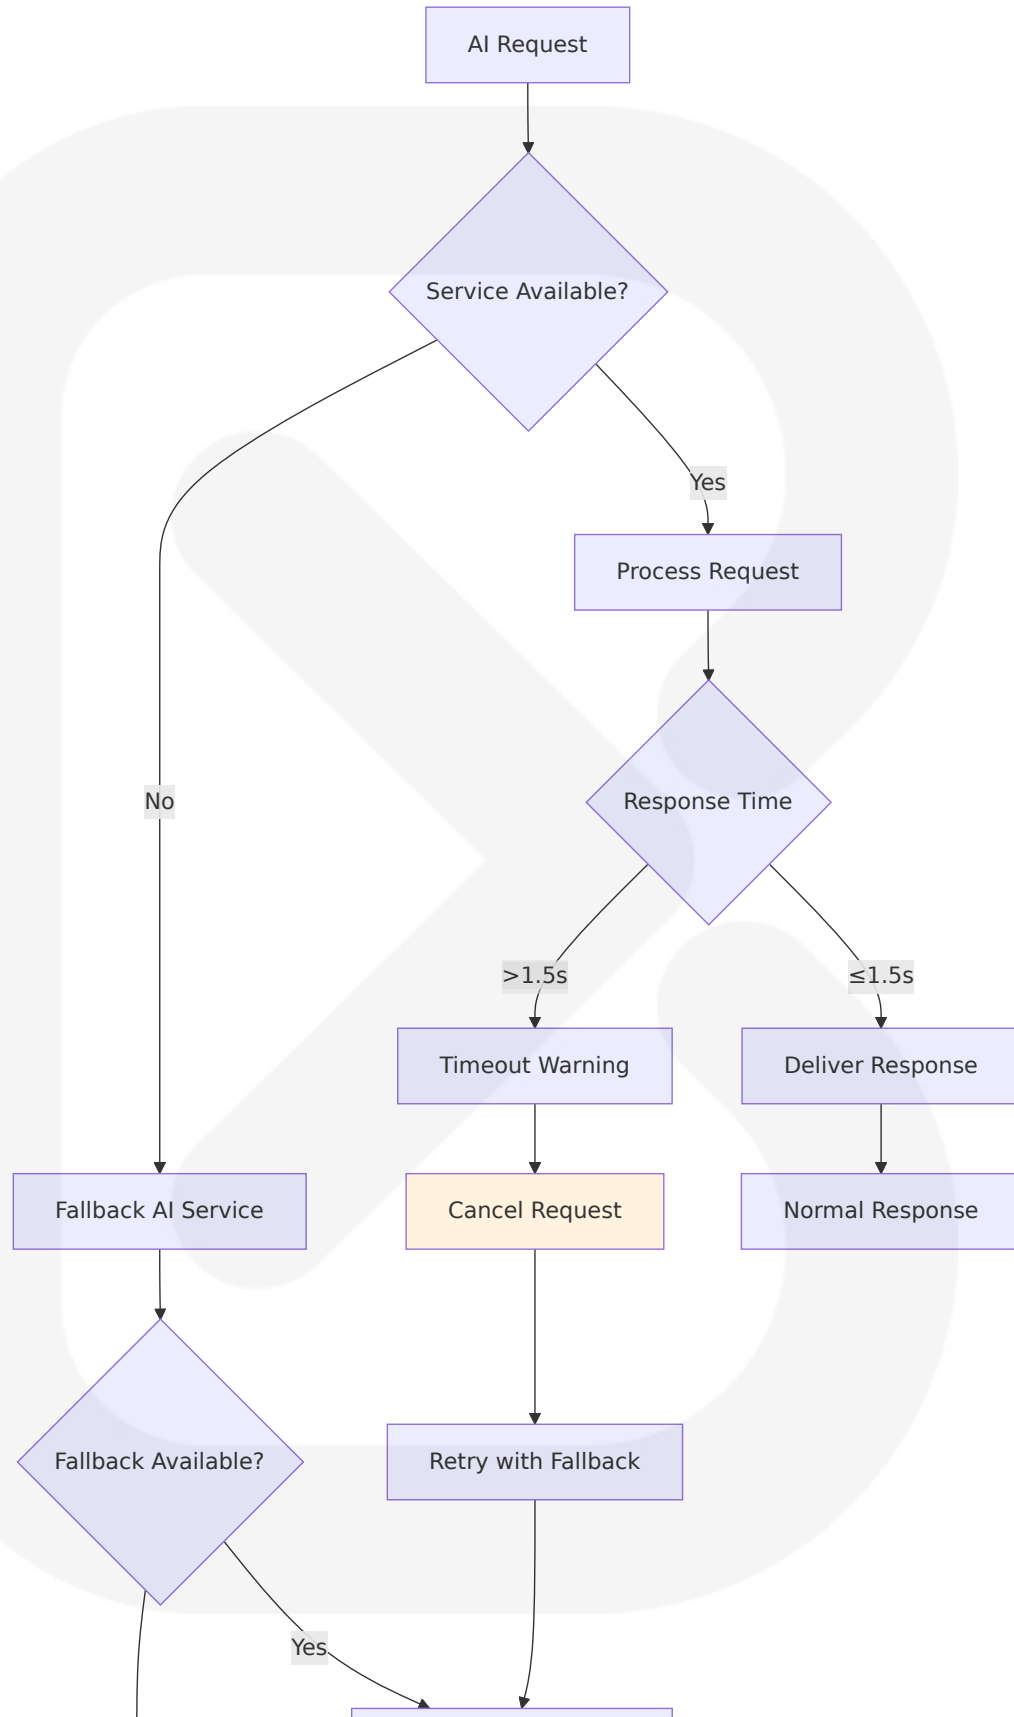 AI Request
Service Available?
Yes
Process Request
No
Response Time
>1.5s
≤1.5s
Timeout Warning
Deliver Response
Fallback AI Service
Cancel Request
Normal Response
Fallback Available?
Retry with Fallback
Yes